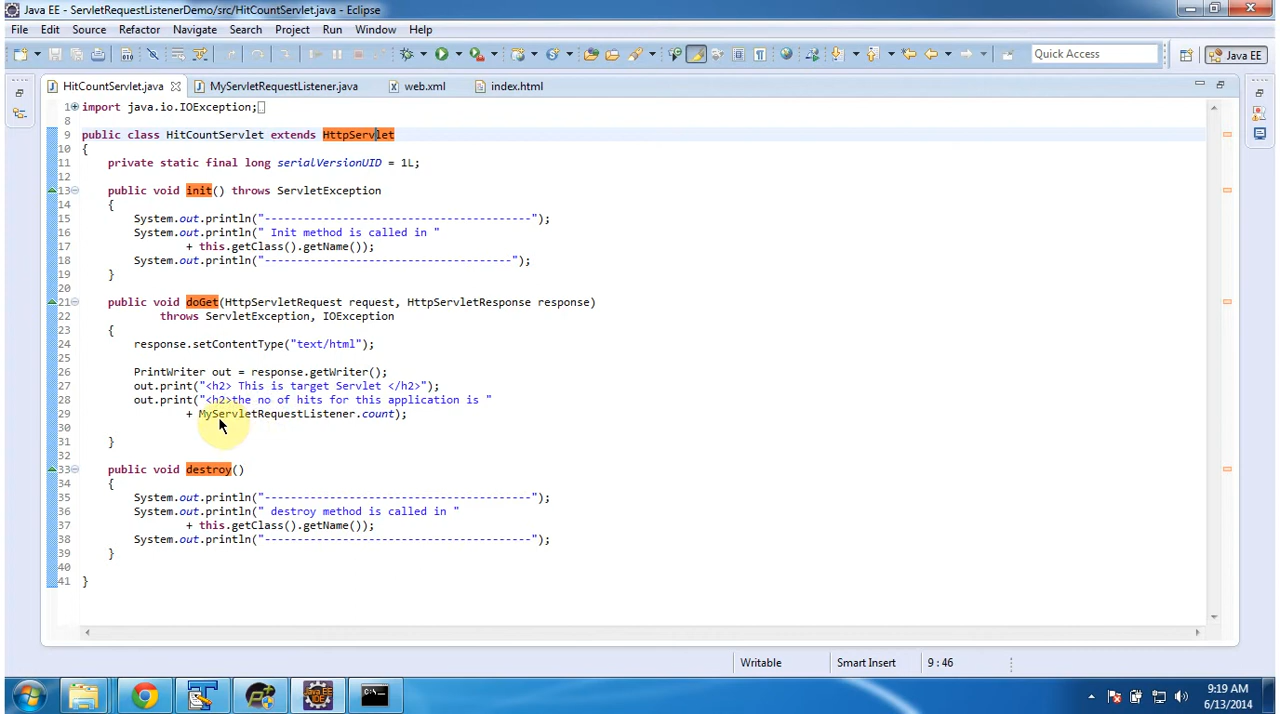 Java EE - ServletRequestListenerDemo/src/HitCountServlet.java - Eclipse
File Edit Source Refactor Navigate Search Project Run Window Help
Quick Access Java EE
HitCountServlet.java MyServletRequestListener.java web.xml index.html
1 import java.io.IOException;
8
9 public class HitCountServlet extends HttpServlet
10 {
11 private static final long serialVersionUID = 1L;
12
13 public void init() throws ServletException
14 {
15 System.out.println("-----------------------------------------");
16 System.out.println(" Init method is called in "
17 + this.getClass().getName());
18 System.out.println("--------------------------------------");
19 }
20
21 public void doGet(HttpServletRequest request, HttpServletResponse response)
22 throws ServletException, IOException
23 {
24 response.setContentType("text/html");
25
26 PrintWriter out = response.getWriter();
27 out.print("<h2> This is target Servlet </h2>");
28 out.print("<h2>the no of hits for this application is "
29 + MyServletRequestListener.count);
30
31 }
32
33 public void destroy()
34 {
35 System.out.println("-----------------------------------------");
36 System.out.println(" destroy method is called in "
37 + this.getClass().getName());
38 System.out.println("-----------------------------------------");
39 }
40
41 }
Writable Smart Insert 9 : 46
9:19 AM
6/13/2014